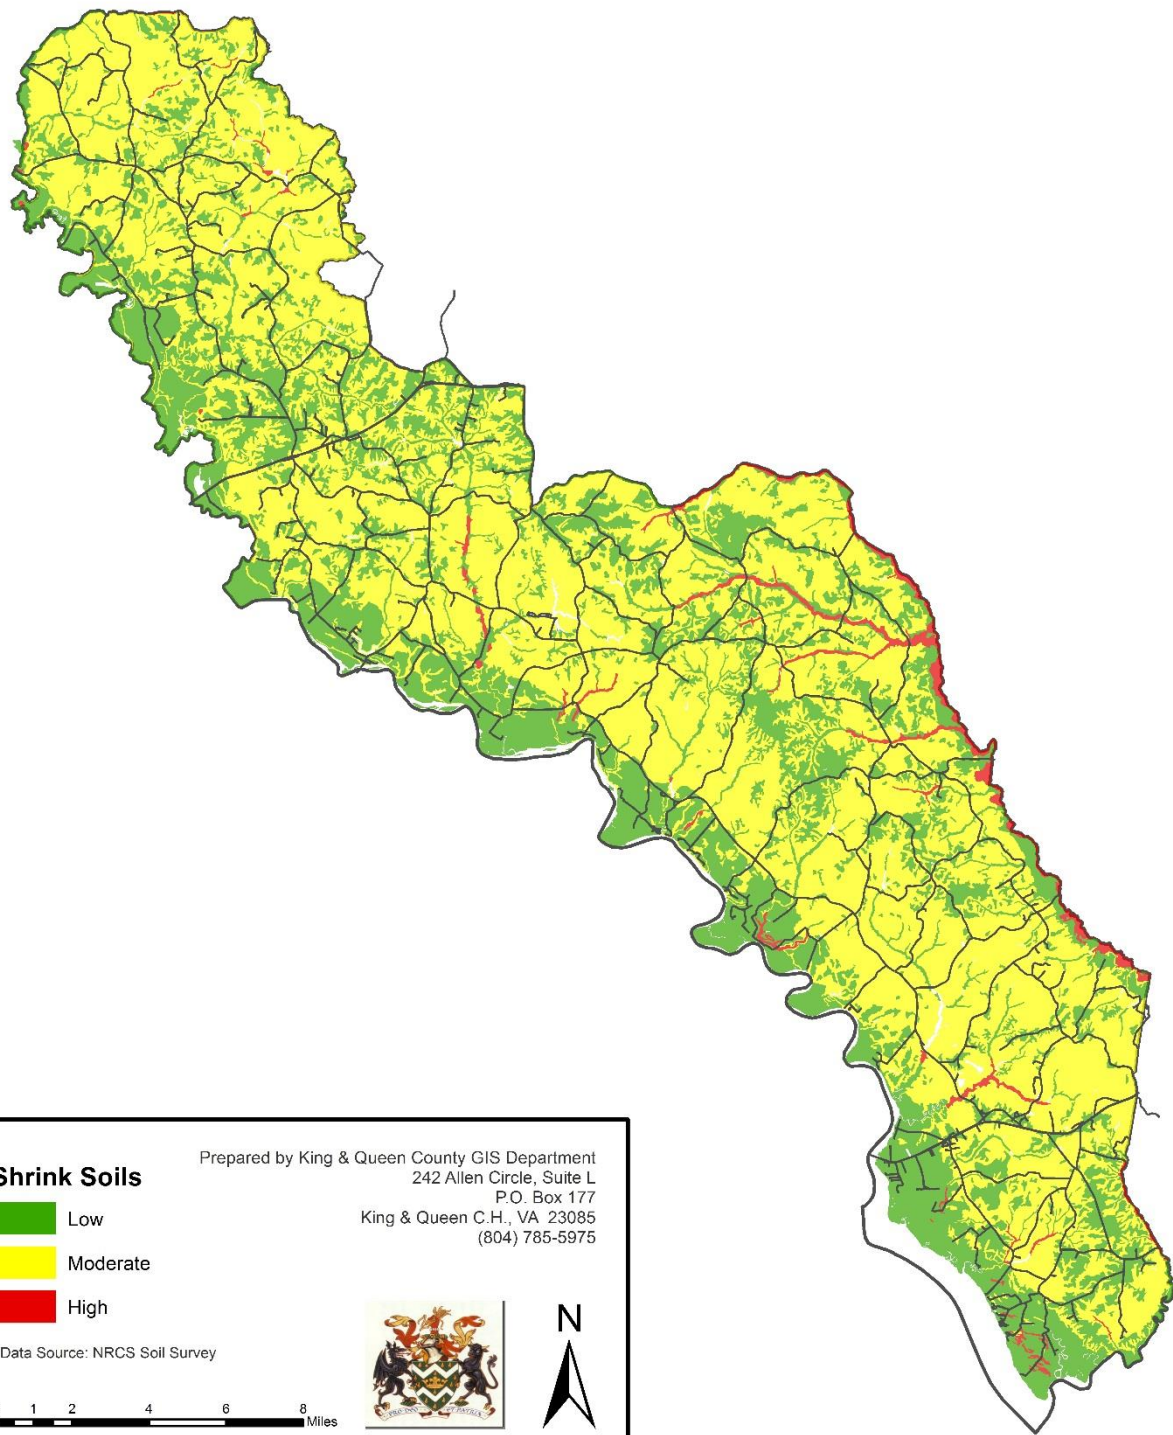 Shrink Soils
Low
Moderate
High
Data Source: NRCS Soil Survey
Prepared by King & Queen County GIS Department
242 Allen Circle, Suite L
P.O. Box 177
King & Queen C.H., VA 23085
(804) 785-5975
N
1 2 4 6 8
Miles